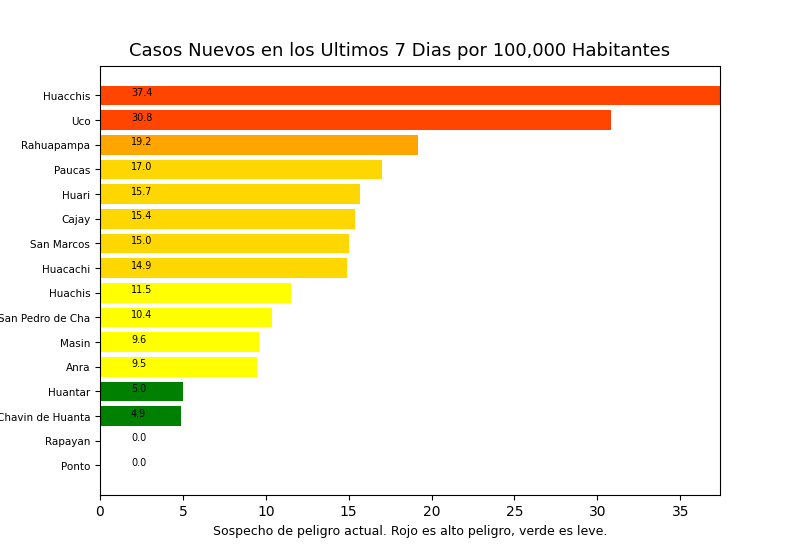 Casos Nuevos en los Ultimos 7 Dias por 100,000 Habitantes
Huacchis 37.4
Uco 30.8
Rahuapampa 19.2
Paucas 17.0
Huari 15.7
Cajay 15.4
San Marcos 15.0
Huacachi 14.9
Huachis 11.5
San Pedro de Cha 10.4
Masin 9.6
Anra 9.5
Huantar 5.0
Chavin de Huanta 4.9
Rapayan 0.0
Ponto 0.0
0 5 10 15 20 25 30 35
Sospecho de peligro actual. Rojo es alto peligro, verde es leve.